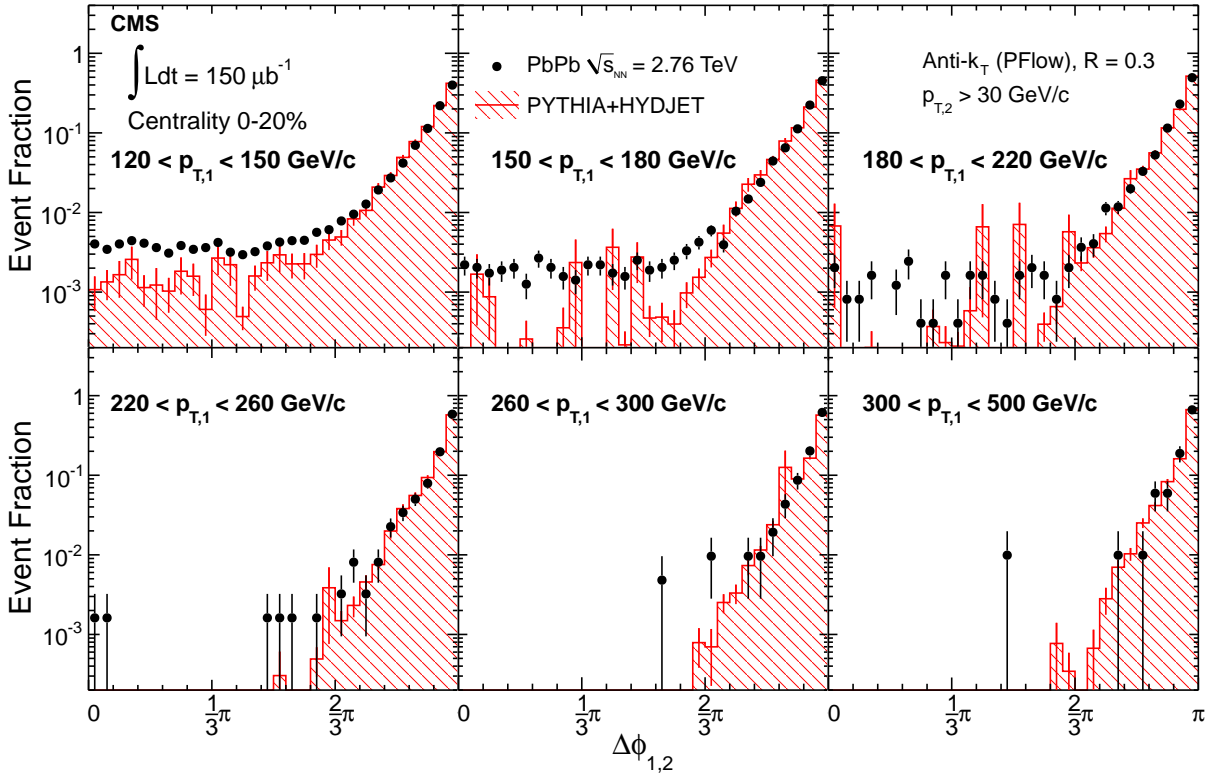 CMS
∫Ldt = 150 μb⁻¹
Centrality 0-20%
120 < p_T,1 < 150 GeV/c
PbPb √s_NN = 2.76 TeV
PYTHIA+HYDJET
150 < p_T,1 < 180 GeV/c
Anti-k_T (PFlow), R = 0.3
p_T,2 > 30 GeV/c
180 < p_T,1 < 220 GeV/c
Event Fraction
1
10⁻¹
10⁻²
10⁻³
220 < p_T,1 < 260 GeV/c
260 < p_T,1 < 300 GeV/c
300 < p_T,1 < 500 GeV/c
Event Fraction
1
10⁻¹
10⁻²
10⁻³
0 1/3π 2/3π 0 1/3π 2/3π 0 1/3π 2/3π π
Δϕ_1,2